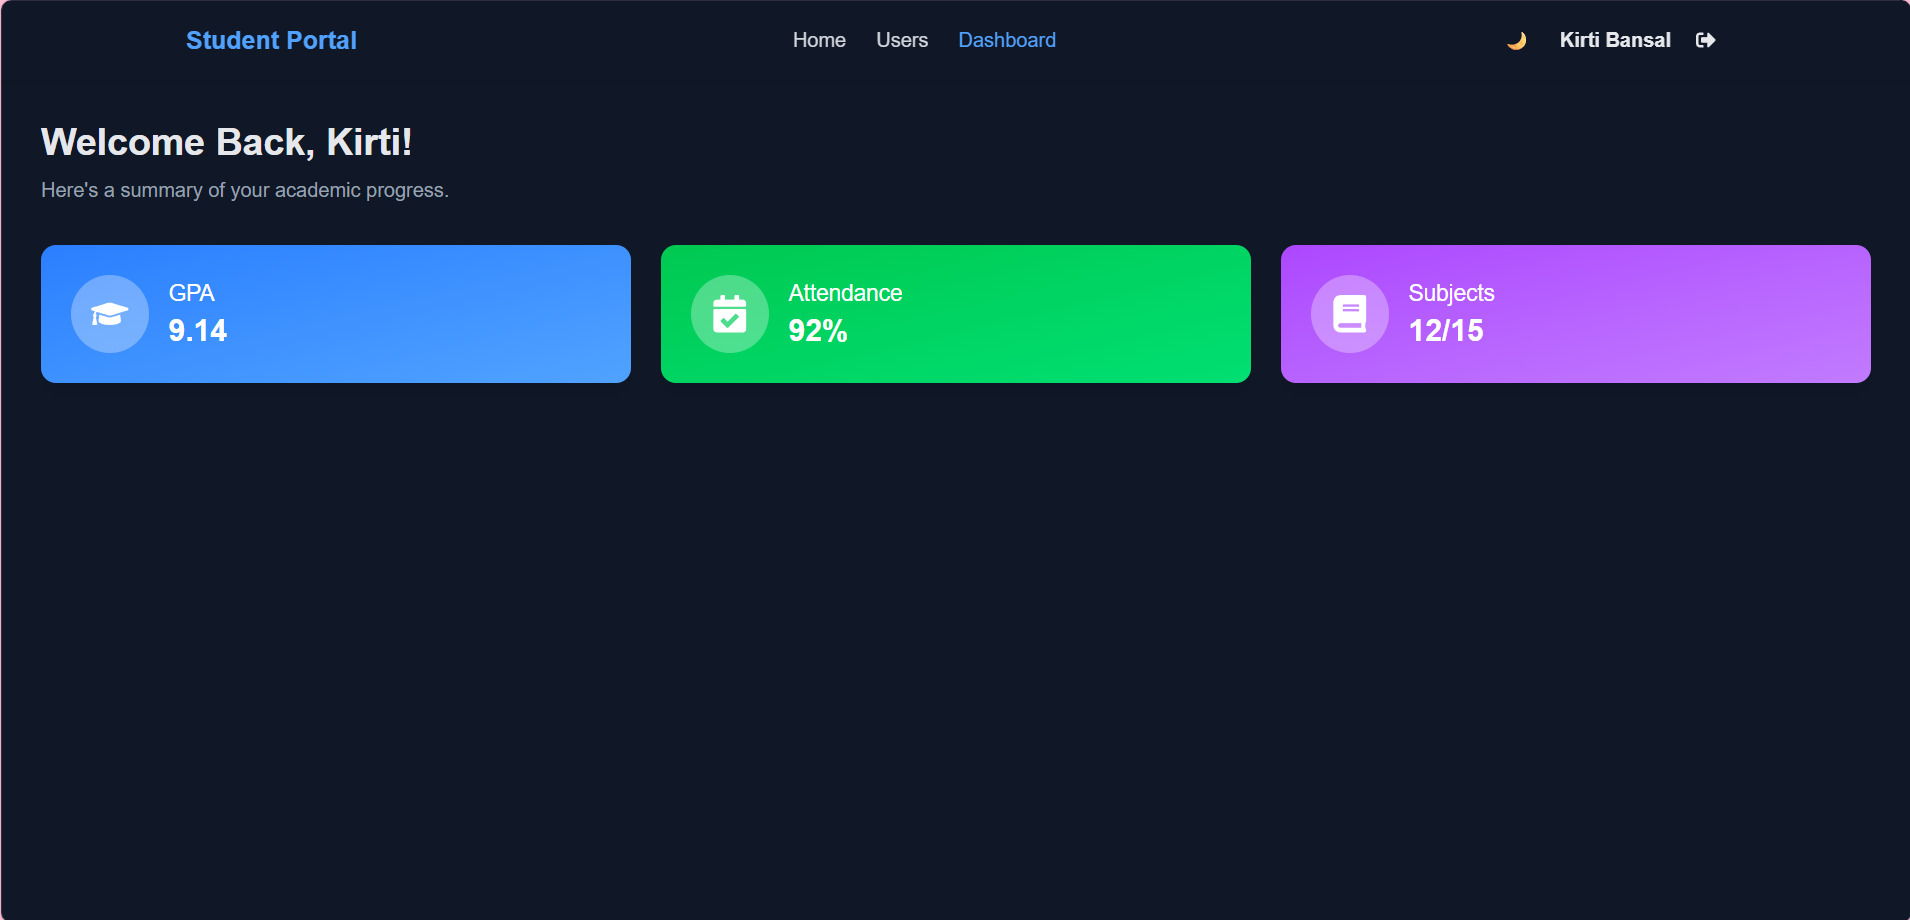 Student Portal
Home Users Dashboard
Kirti Bansal
Welcome Back, Kirti!
Here's a summary of your academic progress.
GPA
9.14
Attendance
92%
Subjects
12/15